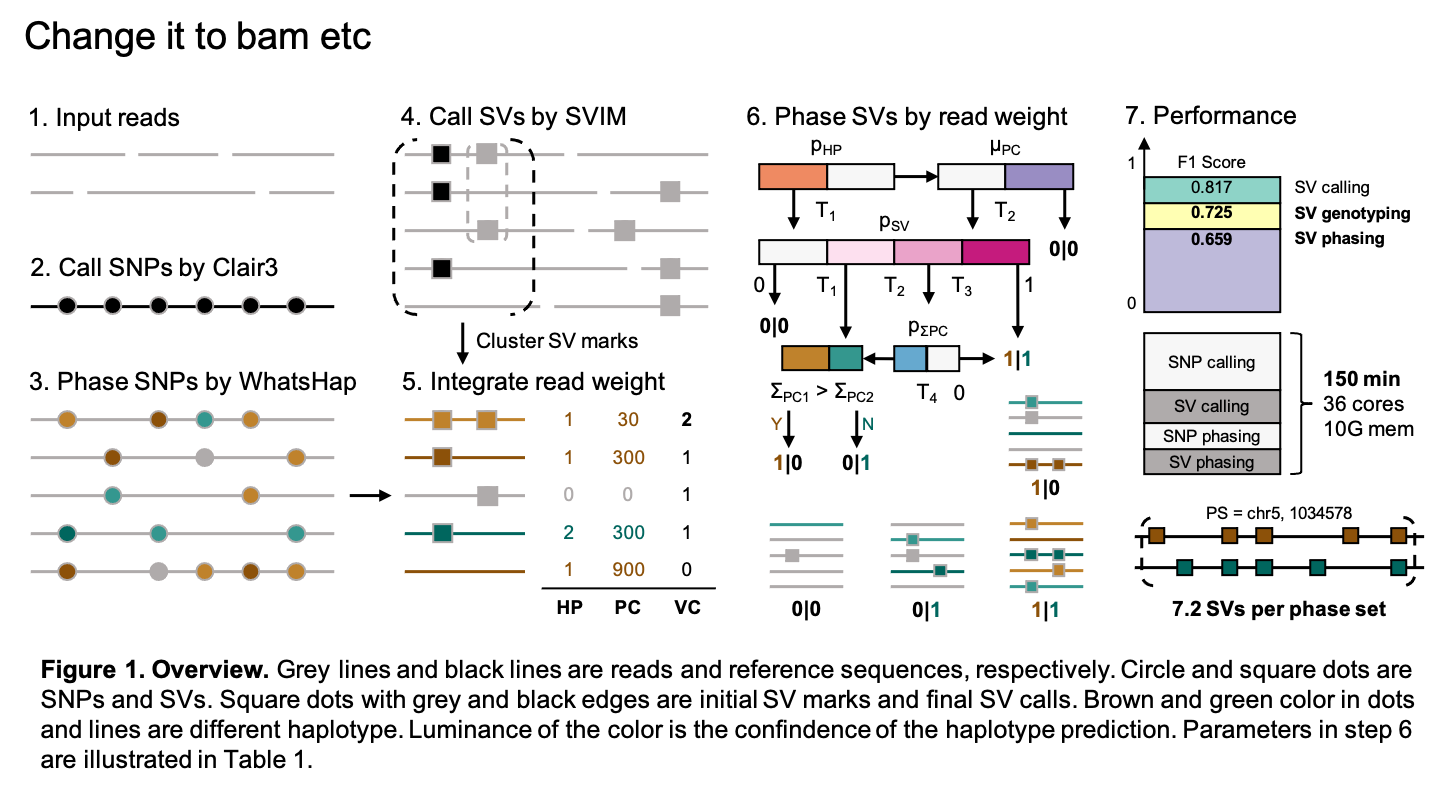 Change it to bam etc
1. Input reads
2. Call SNPs by Clair3
3. Phase SNPs by WhatsHap
4. Call SVs by SVIM
Cluster SV marks
5. Integrate read weight
1 30 2
1 300 1
0 0 1
2 300 1
1 900 0
HP PC VC
6. Phase SVs by read weight
pHP μPC
T1 T2
pSV
0|0
0 T1 T2 T3 1
0|0
pΣPC
1|1
ΣPC1 > ΣPC2 T4 0
Y N
1|0 0|1
1|0
0|0 0|1 1|1
7. Performance
1 F1 Score
0.817 SV calling
0.725 SV genotyping
0.659 SV phasing
0
SNP calling
SV calling
SNP phasing
SV phasing
150 min
36 cores
10G mem
PS = chr5, 1034578
7.2 SVs per phase set
Figure 1. Overview. Grey lines and black lines are reads and reference sequences, respectively. Circle and square dots are
SNPs and SVs. Square dots with grey and black edges are initial SV marks and final SV calls. Brown and green color in dots
and lines are different haplotype. Luminance of the color is the confindence of the haplotype prediction. Parameters in step 6
are illustrated in Table 1.